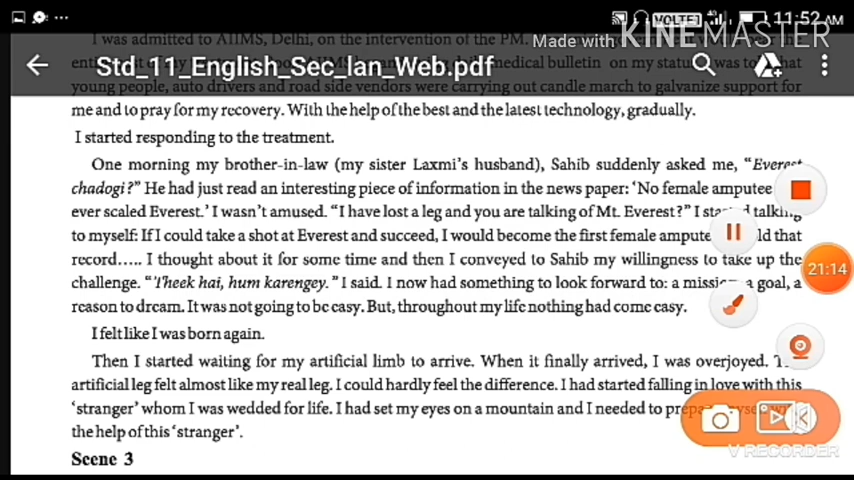 VOLTE 11:52 AM
I was admitted to AIIMS, Delhi, on the intervention of the PM.
Made with KINEMASTER
Std_11_English_Sec_lan_Web.pdf
medical bulletin on my status was to that
young people, auto drivers and road side vendors were carrying out candle march to galvanize support for
me and to pray for my recovery. With the help of the best and the latest technology, gradually.
I started responding to the treatment.
One morning my brother-in-law (my sister Laxmi's husband), Sahib suddenly asked me, "Everest
chadogi?" He had just read an interesting piece of information in the news paper: 'No female amputee
ever scaled Everest.' I wasn't amused. "I have lost a leg and you are talking of Mt. Everest?" I started talking
to myself: If I could take a shot at Everest and succeed, I would become the first female amputee that
record..... I thought about it for some time and then I conveyed to Sahib my willingness to take up the
challenge. "Theek hai, hum karengey." I said. I now had something to look forward to: a mission, a goal, a
21:14
reason to dream. It was not going to be easy. But, throughout my life nothing had come easy.
I felt like I was born again.
Then I started waiting for my artificial limb to arrive. When it finally arrived, I was overjoyed.
artificial leg felt almost like my real leg. I could hardly feel the difference. I had started falling in love with this
'stranger' whom I was wedded for life. I had set my eyes on a mountain and I needed to
the help of this 'stranger'.
V RECORDER
Scene 3